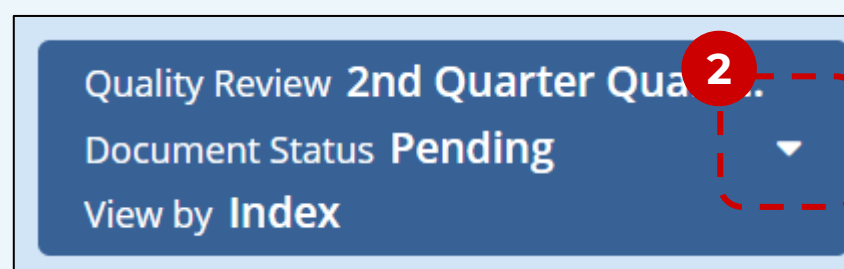 Quality Review 2nd Quarter
2
Document Status Pending
View by Index